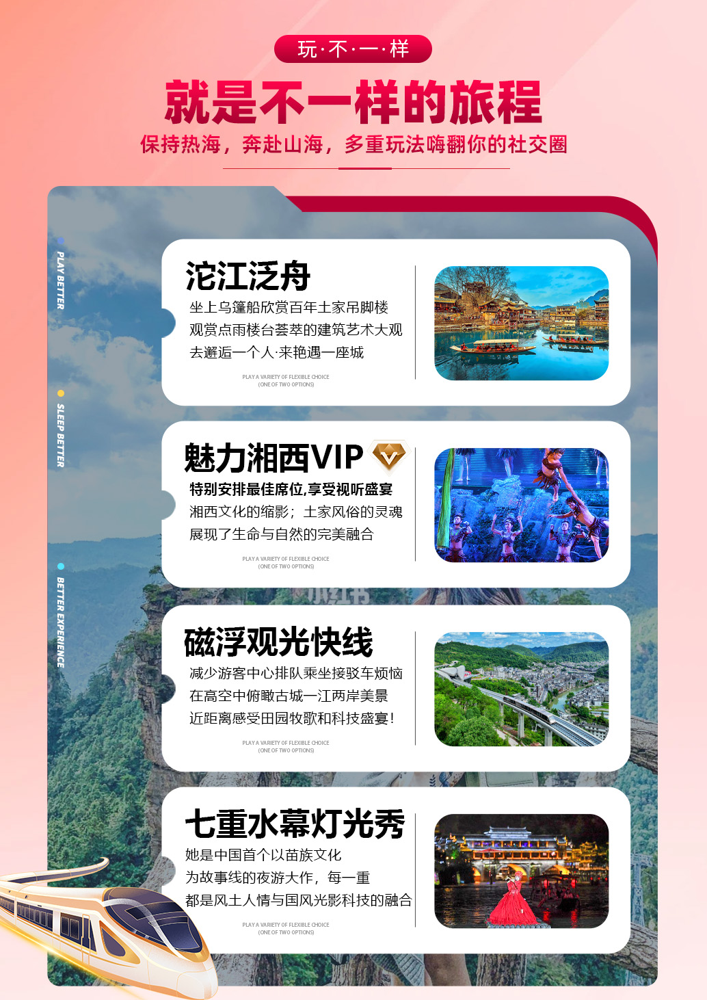 玩·不·一·样
就是不一样的旅程
保持热海，奔赴山海，多重玩法嗨翻你的社交圈
PLAY BETTER
SLEEP BETTER
BETTER EXPERIENCE
沱江泛舟
坐上乌篷船欣赏百年土家吊脚楼
观赏点雨楼台荟萃的建筑艺术大观
去邂逅一个人·来艳遇一座城
PLAY A VARIETY OF FLEXIBLE CHOICE
(ONE OF TWO OPTIONS)
魅力湘西VIP
特别安排最佳席位,享受视听盛宴
湘西文化的缩影；土家风俗的灵魂
展现了生命与自然的完美融合
PLAY A VARIETY OF FLEXIBLE CHOICE
(ONE OF TWO OPTIONS)
小红书
磁浮观光快线
减少游客中心排队乘坐接驳车烦恼
在高空中俯瞰古城一江两岸美景
近距离感受田园牧歌和科技盛宴！
PLAY A VARIETY OF FLEXIBLE CHOICE
(ONE OF TWO OPTIONS)
七重水幕灯光秀
她是中国首个以苗族文化
为故事线的夜游大作，每一重
都是风土人情与国风光影科技的融合
PLAY A VARIETY OF FLEXIBLE CHOICE
(ONE OF TWO OPTIONS)